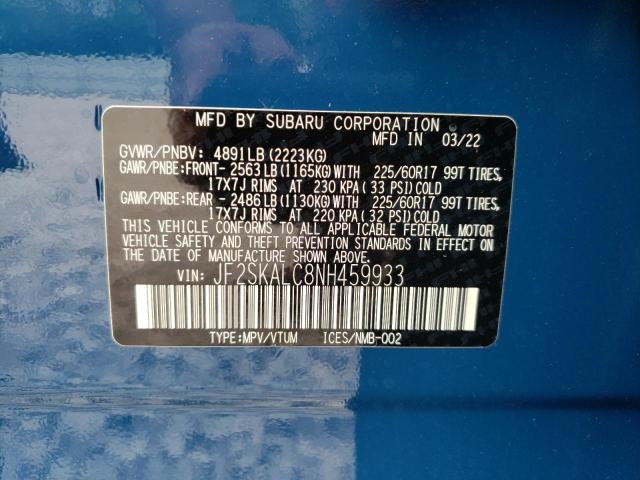 MFD BY SUBARU CORPORATION
MFD IN 03/22
GVWR/PNBV: 4891LB(2223KG)
GAWR/PNBE:FRONT- 2563LB(1165KG)WITH 225/60R17 99T TIRES,
17X7J RIMS AT 230 KPA(33 PSI)COLD
GAWR/PNBE:REAR - 2486LB(1130KG)WITH 225/60R17 99T TIRES,
17X7J RIMS AT 220 KPA(32 PSI)COLD
THIS VEHICLE CONFORMS TO ALL APPLICABLE FEDERAL MOTOR
VEHICLE SAFETY AND THEFT PREVENTION STANDARDS IN EFFECT ON
THE DATE OF MANUFACTURE SHOWN ABOVE.
VIN: JF2SKALC8NH459933
TYPE:MPV/VTUM ICES/NMB-002